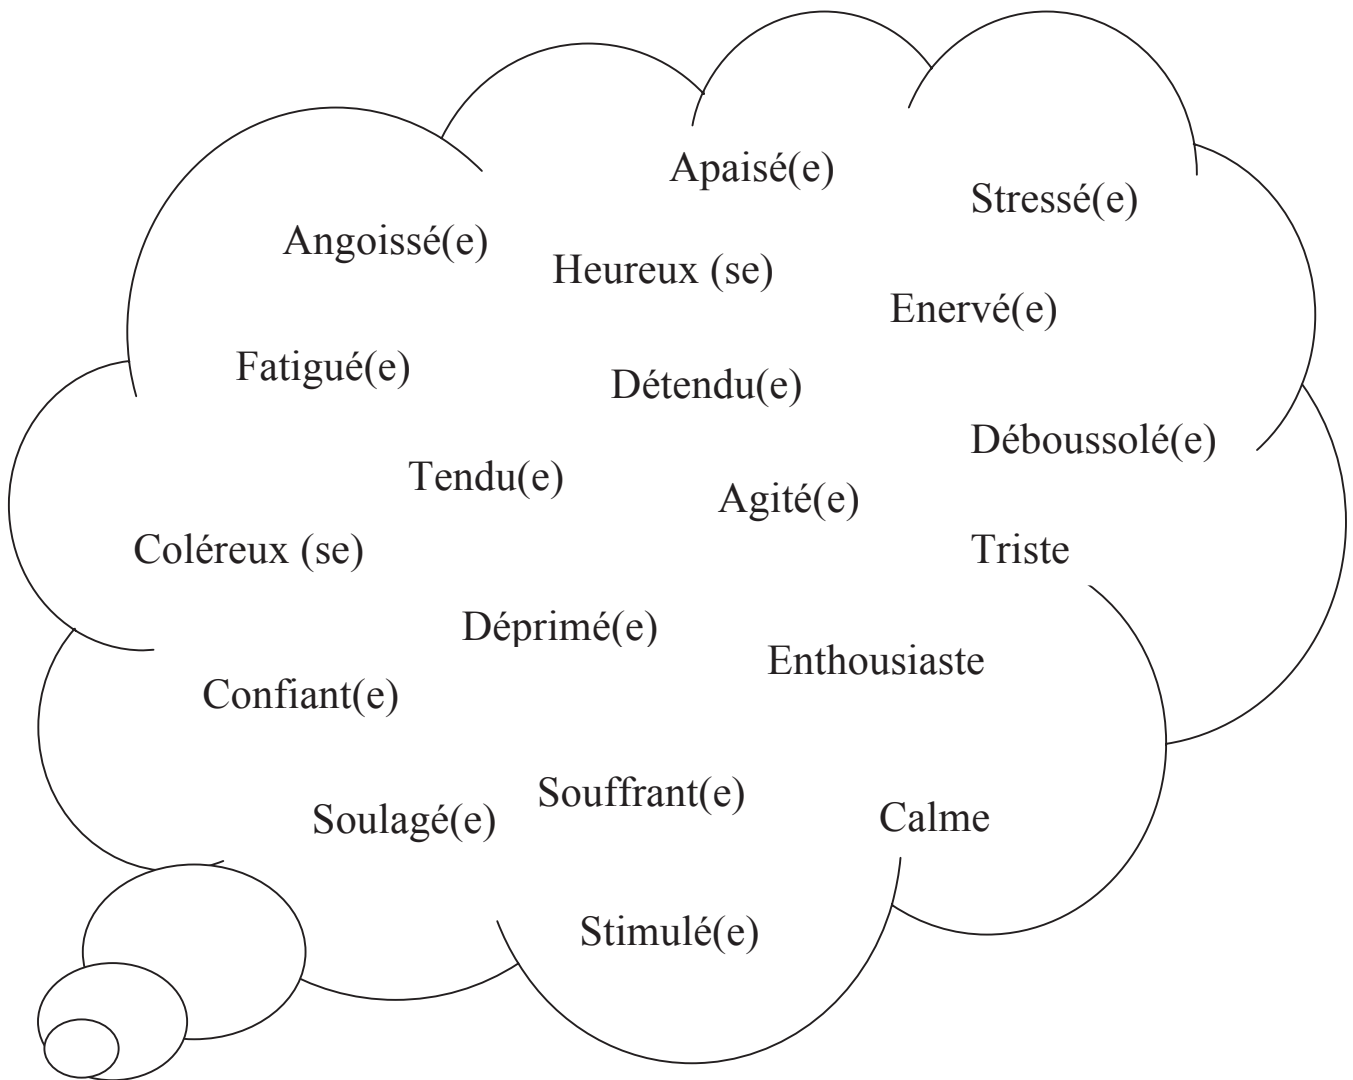 Apaisé(e)
Stressé(e)
Angoissé(e)
Heureux (se)
Enervé(e)
Fatigué(e)
Détendu(e)
Déboussolé(e)
Tendu(e)
Agité(e)
Coléreux (se)
Triste
Déprimé(e)
Enthousiaste
Confiant(e)
Souffrant(e)
Soulagé(e)
Calme
Stimulé(e)